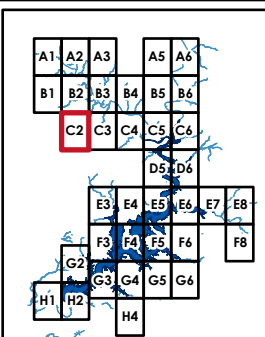 A1 A2 A3 A5 A6
B1 B2 B3 B4 B5 B6
C2 C3 C4 C5 C6
D5 D6
E3 E4 E5 E6 E7 E8
F3 F4 F5 F6 F8
G2
G3 G4 G5 G6
H1 H2
H4